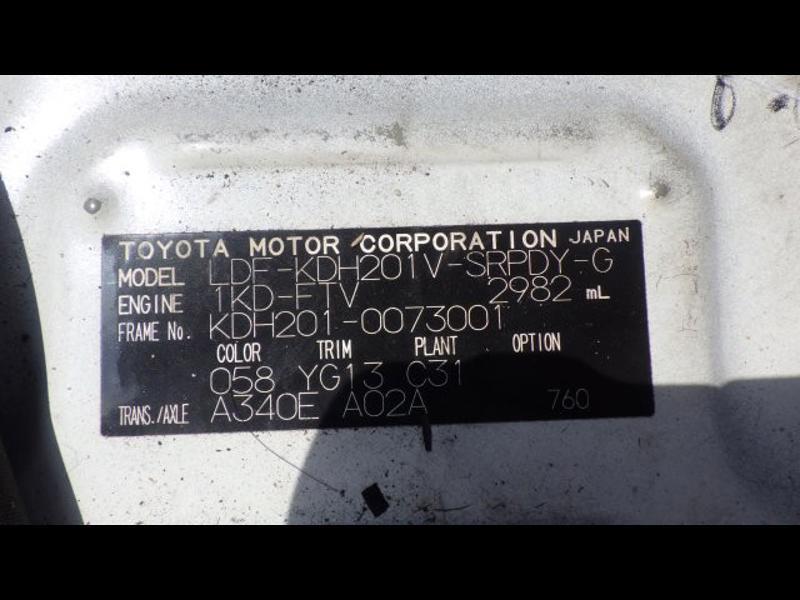 TOYOTA MOTOR CORPORATION JAPAN
MODEL LDF-KDH201V-SRPDY-G
ENGINE 1KD-FTV 2982 mL
FRAME No. KDH201-0073001
COLOR TRIM PLANT OPTION
058 YG13 C31
TRANS./AXLE A340E A02A 760